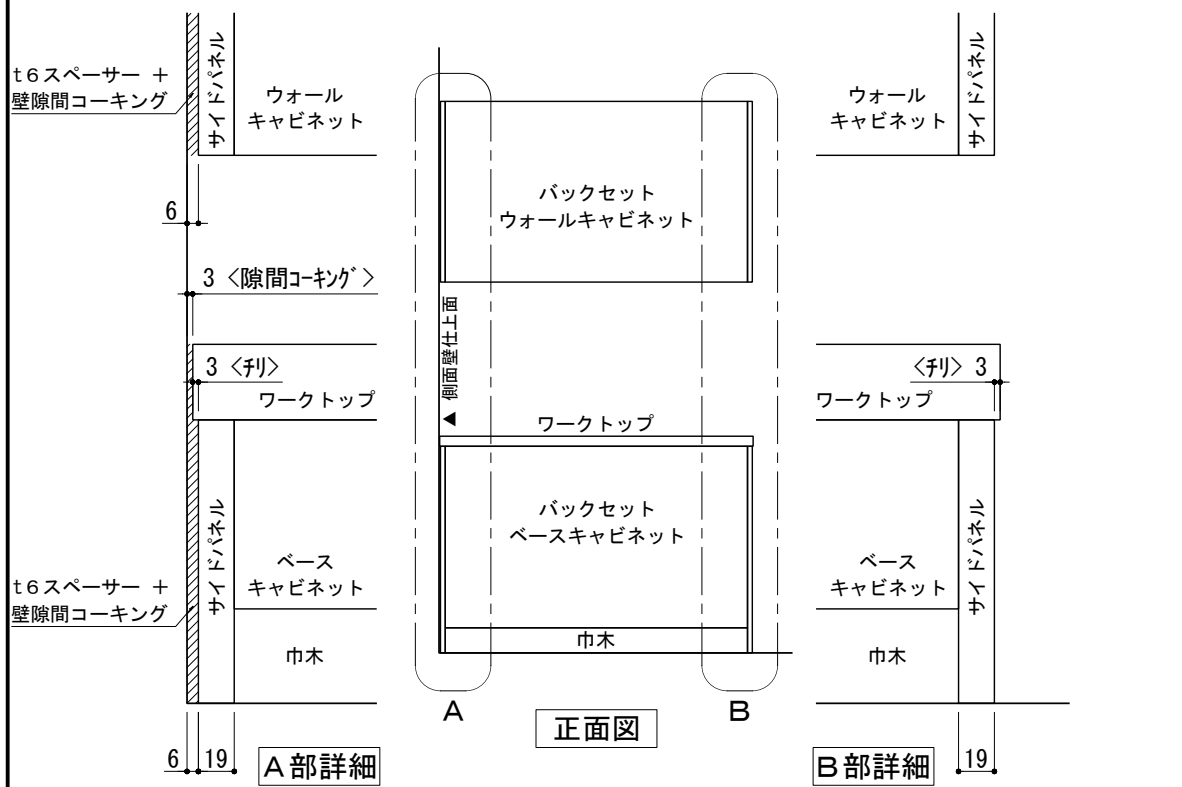 t6スペーサー +
壁隙間コーキング
サイドパネル
ウォール
キャビネット
6
3 <隙間ｺｰｷﾝｸﾞ>
3 <ﾁﾘ>
ワークトップ
サイドパネル
ベース
キャビネット
t6スペーサー +
壁隙間コーキング
巾木
6
19
A部詳細
バックセット
ウォールキャビネット
▲ 側面壁仕上面
ワークトップ
バックセット
ベースキャビネット
巾木
A
B
正面図
ウォール
キャビネット
サイドパネル
<ﾁﾘ> 3
ワークトップ
ベース
キャビネット
サイドパネル
巾木
B部詳細
19